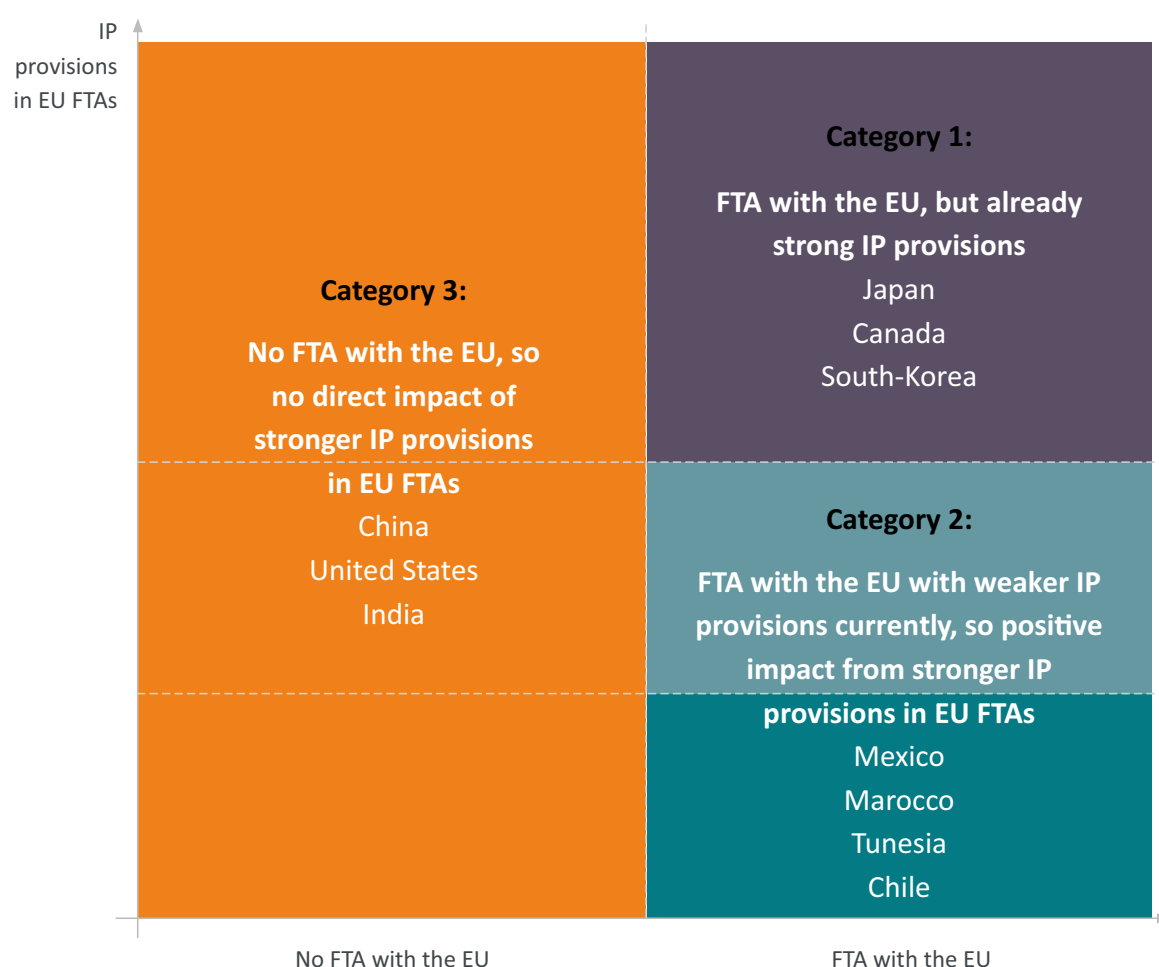 IP
provisions
in EU FTAs
Category 3:
No FTA with the EU, so
no direct impact of
stronger IP provisions
in EU FTAs
China
United States
India
Category 1:
FTA with the EU, but already
strong IP provisions
Japan
Canada
South-Korea
Category 2:
FTA with the EU with weaker IP
provisions currently, so positive
impact from stronger IP
provisions in EU FTAs
Mexico
Marocco
Tunesia
Chile
No FTA with the EU
FTA with the EU